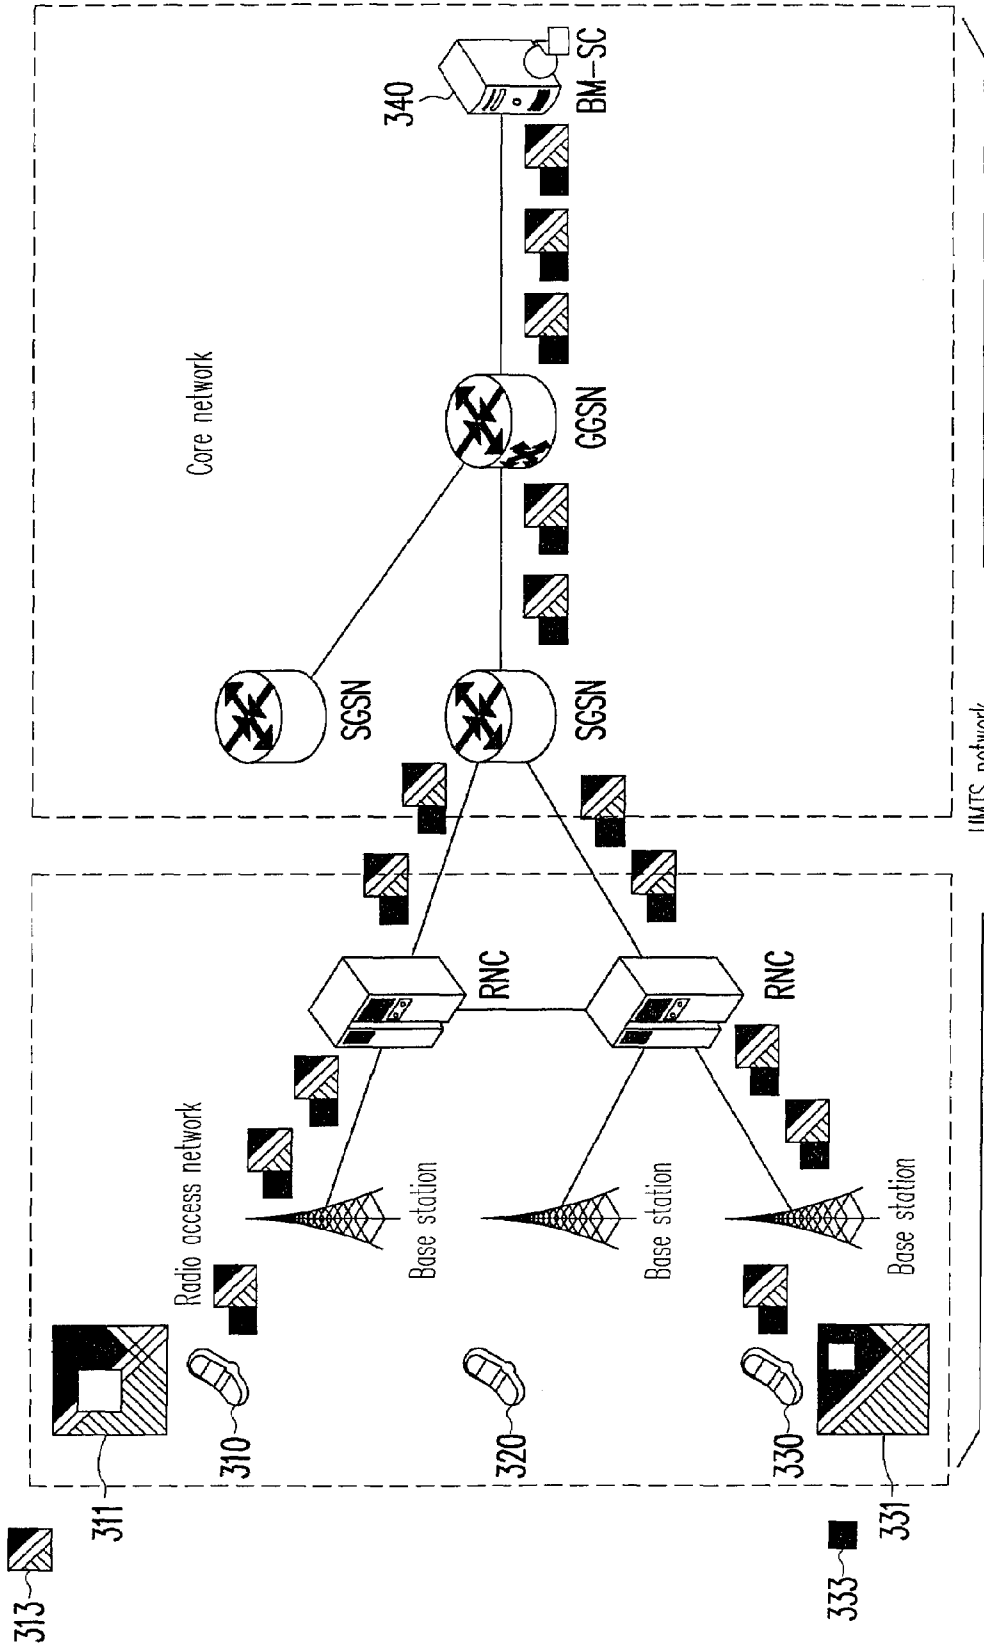 313
311
310
320
330
331
333
Radio access network
Base station
Base station
Base station
RNC
RNC
Core network
SGSN
SGSN
GGSN
340
BM-SC
UMTS network